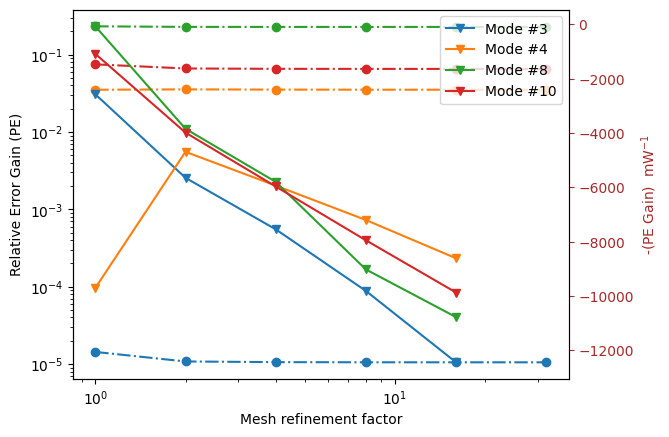 Relative Error Gain (PE)
10⁻¹
10⁻²
10⁻³
10⁻⁴
10⁻⁵
Mode #3
Mode #4
Mode #8
Mode #10
0
−2000
−4000
−6000
−8000
−10000
−12000
-(PE Gain) mW⁻¹
10⁰
10¹
Mesh refinement factor